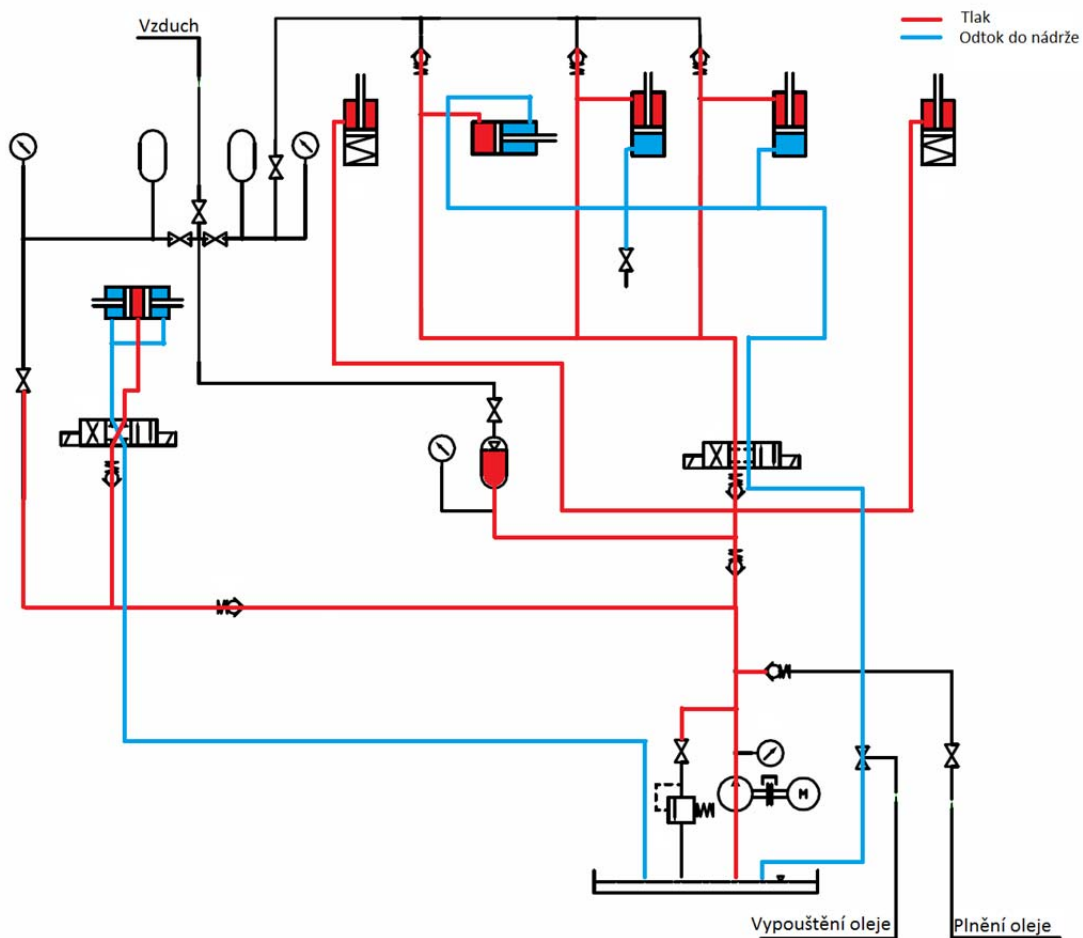 Vzduch
Tlak
Odtok do nádrže
M
Vypouštění oleje
Plnění oleje